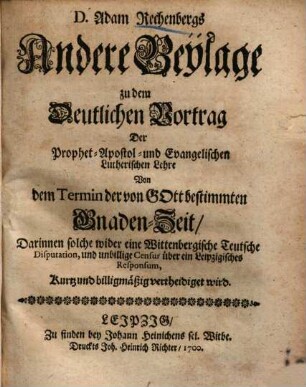 D. Adam Rechenbergs
Andere Beylage
zu dem
Deutlichen Vortrag
Der
Prophet-Apostol-und Evangelischen
Lutherischen Lehre
Von
dem Termin der von GOtt bestimmten
Gnaden-Zeit/
Darinnen solche wider eine Wittenbergische Teutsche
Disputation, und unbillige Censur über ein Leipzigisches
Responsum,
Kurtz und billigmäßig vertheidiget wird.
LEIPZIG/
Zu finden bey Johann Heinichens sel. Witbe.
Druckts Joh. Heinrich Richter/ 1700.